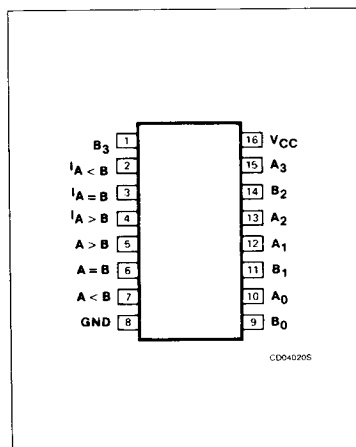 B3 1 16 VCC
IA < B 2 15 A3
IA = B 3 14 B2
IA > B 4 13 A2
A > B 5 12 A1
A = B 6 11 B1
A < B 7 10 A0
GND 8 9 B0
CD04020S